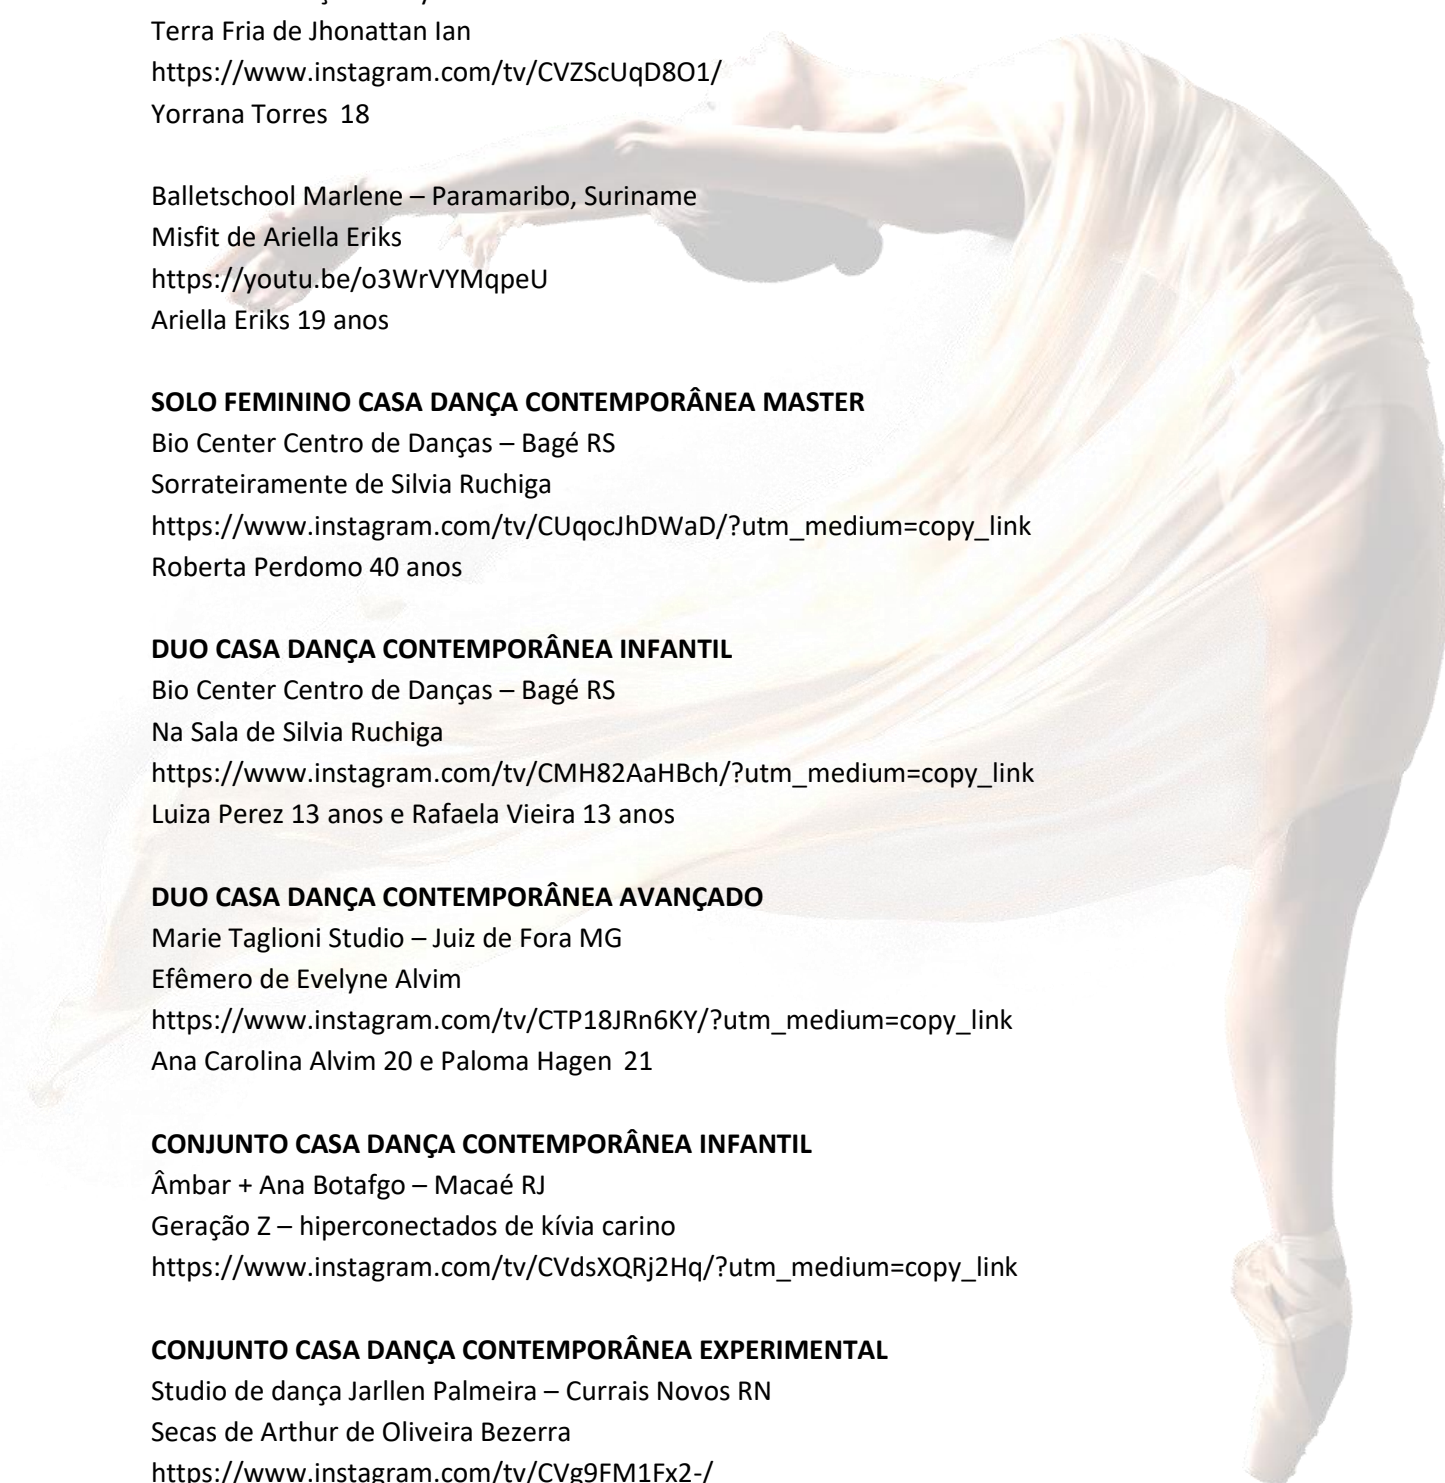 Terra Fria de Jhonattan Ian
https://www.instagram.com/tv/CVZScUqD8O1/
Yorrana Torres 18
Balletschool Marlene – Paramaribo, Suriname
Misfit de Ariella Eriks
https://youtu.be/o3WrVYMqpeU
Ariella Eriks 19 anos
SOLO FEMININO CASA DANÇA CONTEMPORÂNEA MASTER
Bio Center Centro de Danças – Bagé RS
Sorrateiramente de Silvia Ruchiga
https://www.instagram.com/tv/CUqocJhDWaD/?utm_medium=copy_link
Roberta Perdomo 40 anos
DUO CASA DANÇA CONTEMPORÂNEA INFANTIL
Bio Center Centro de Danças – Bagé RS
Na Sala de Silvia Ruchiga
https://www.instagram.com/tv/CMH82AaHBch/?utm_medium=copy_link
Luiza Perez 13 anos e Rafaela Vieira 13 anos
DUO CASA DANÇA CONTEMPORÂNEA AVANÇADO
Marie Taglioni Studio – Juiz de Fora MG
Efêmero de Evelyne Alvim
https://www.instagram.com/tv/CTP18JRn6KY/?utm_medium=copy_link
Ana Carolina Alvim 20 e Paloma Hagen 21
CONJUNTO CASA DANÇA CONTEMPORÂNEA INFANTIL
Âmbar + Ana Botafgo – Macaé RJ
Geração Z – hiperconectados de kívia carino
https://www.instagram.com/tv/CVdsXQRj2Hq/?utm_medium=copy_link
CONJUNTO CASA DANÇA CONTEMPORÂNEA EXPERIMENTAL
Studio de dança Jarllen Palmeira – Currais Novos RN
Secas de Arthur de Oliveira Bezerra
https://www.instagram.com/tv/CVg9FM1Fx2-/